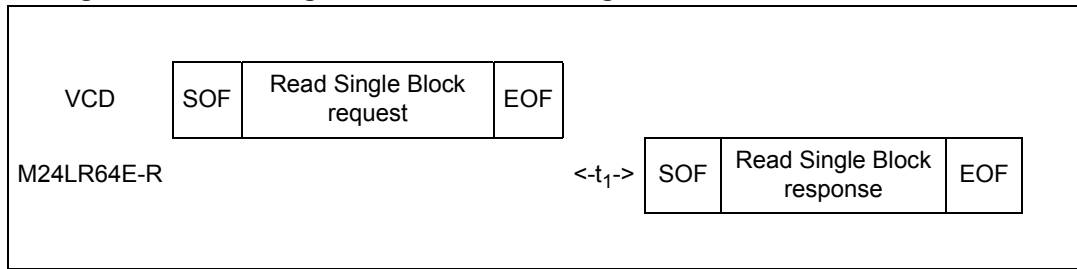 VCD SOF Read Single Block request EOF
M24LR64E-R <-t1-> SOF Read Single Block response EOF